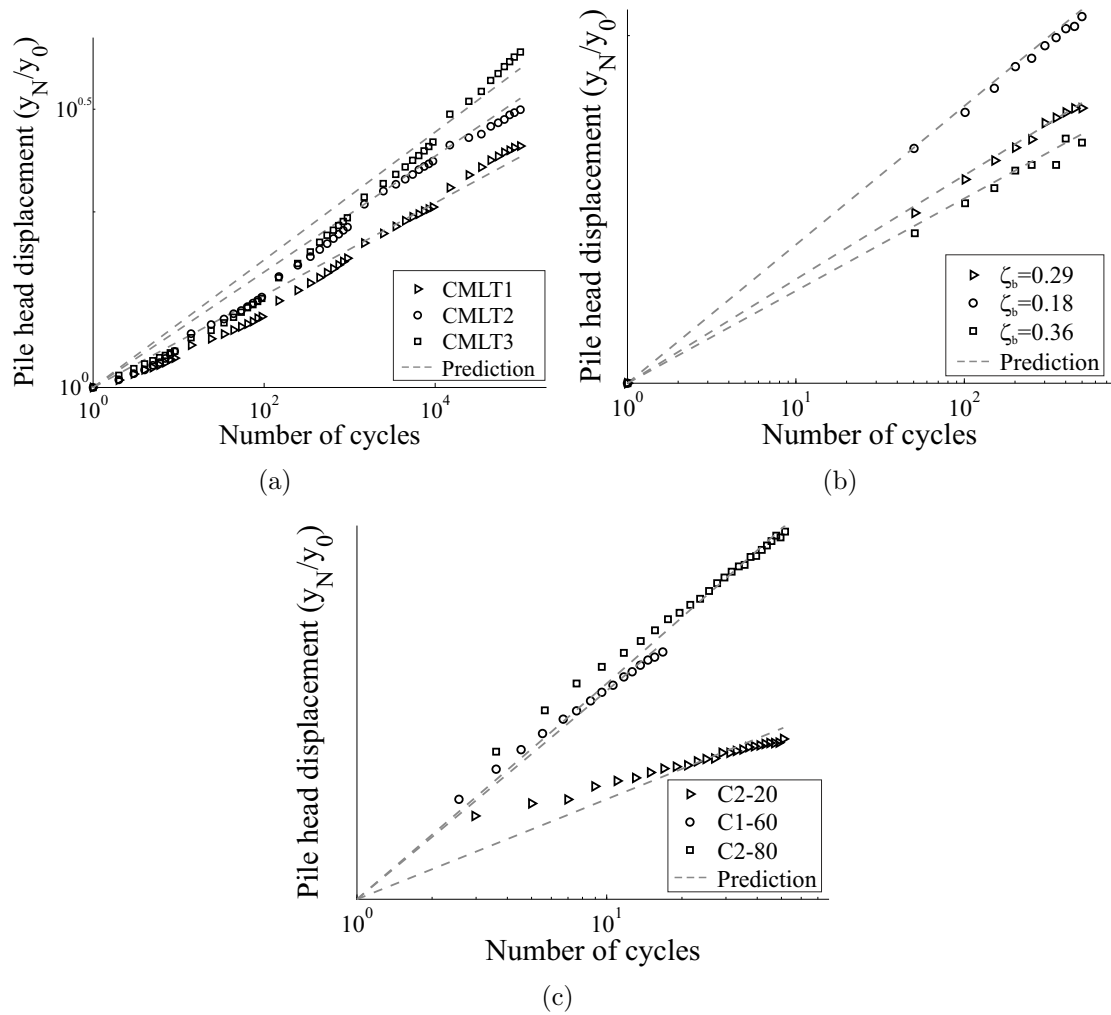 Pile head displacement (y_N/y_0)
10^0.5
10^0
10^0
10^2
10^4
Number of cycles
CMLT1
CMLT2
CMLT3
Prediction
(a)
Pile head displacement (y_N/y_0)
10^0
10^1
10^2
Number of cycles
ζ_b=0.29
ζ_b=0.18
ζ_b=0.36
Prediction
(b)
Pile head displacement (y_N/y_0)
10^0
10^1
Number of cycles
C2-20
C1-60
C2-80
Prediction
(c)